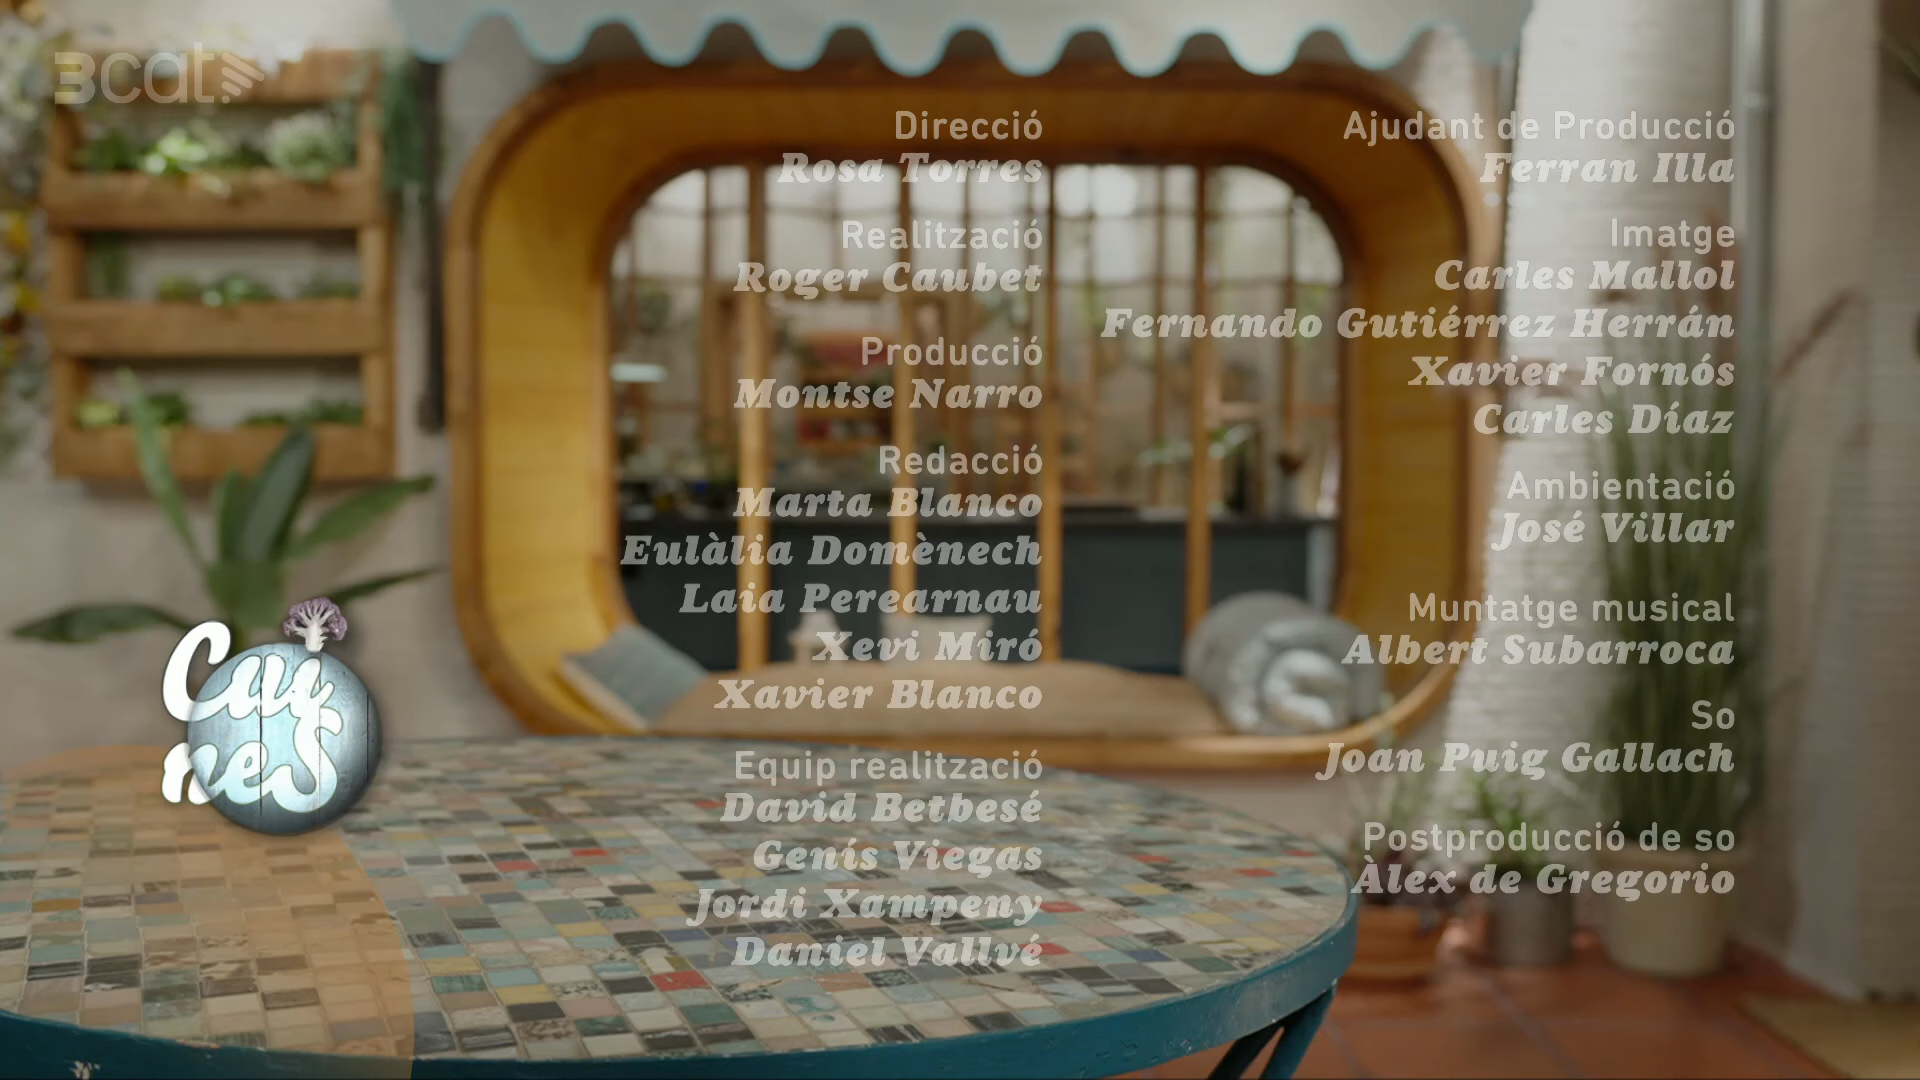 3cat
Direcció
Rosa Torres
Realització
Roger Caubet
Producció
Montse Narro
Redacció
Marta Blanco
Eulàlia Domènech
Laia Perearnau
Xevi Miró
Xavier Blanco
Equip realització
David Betbesé
Genís Viegas
Jordi Xampeny
Daniel Vallvé
Ajudant de Producció
Ferran Illa
Imatge
Carles Mallol
Fernando Gutiérrez Herrán
Xavier Fornós
Carles Díaz
Ambientació
José Villar
Muntatge musical
Albert Subarroca
So
Joan Puig Gallach
Postproducció de so
Àlex de Gregorio
Cui
neS